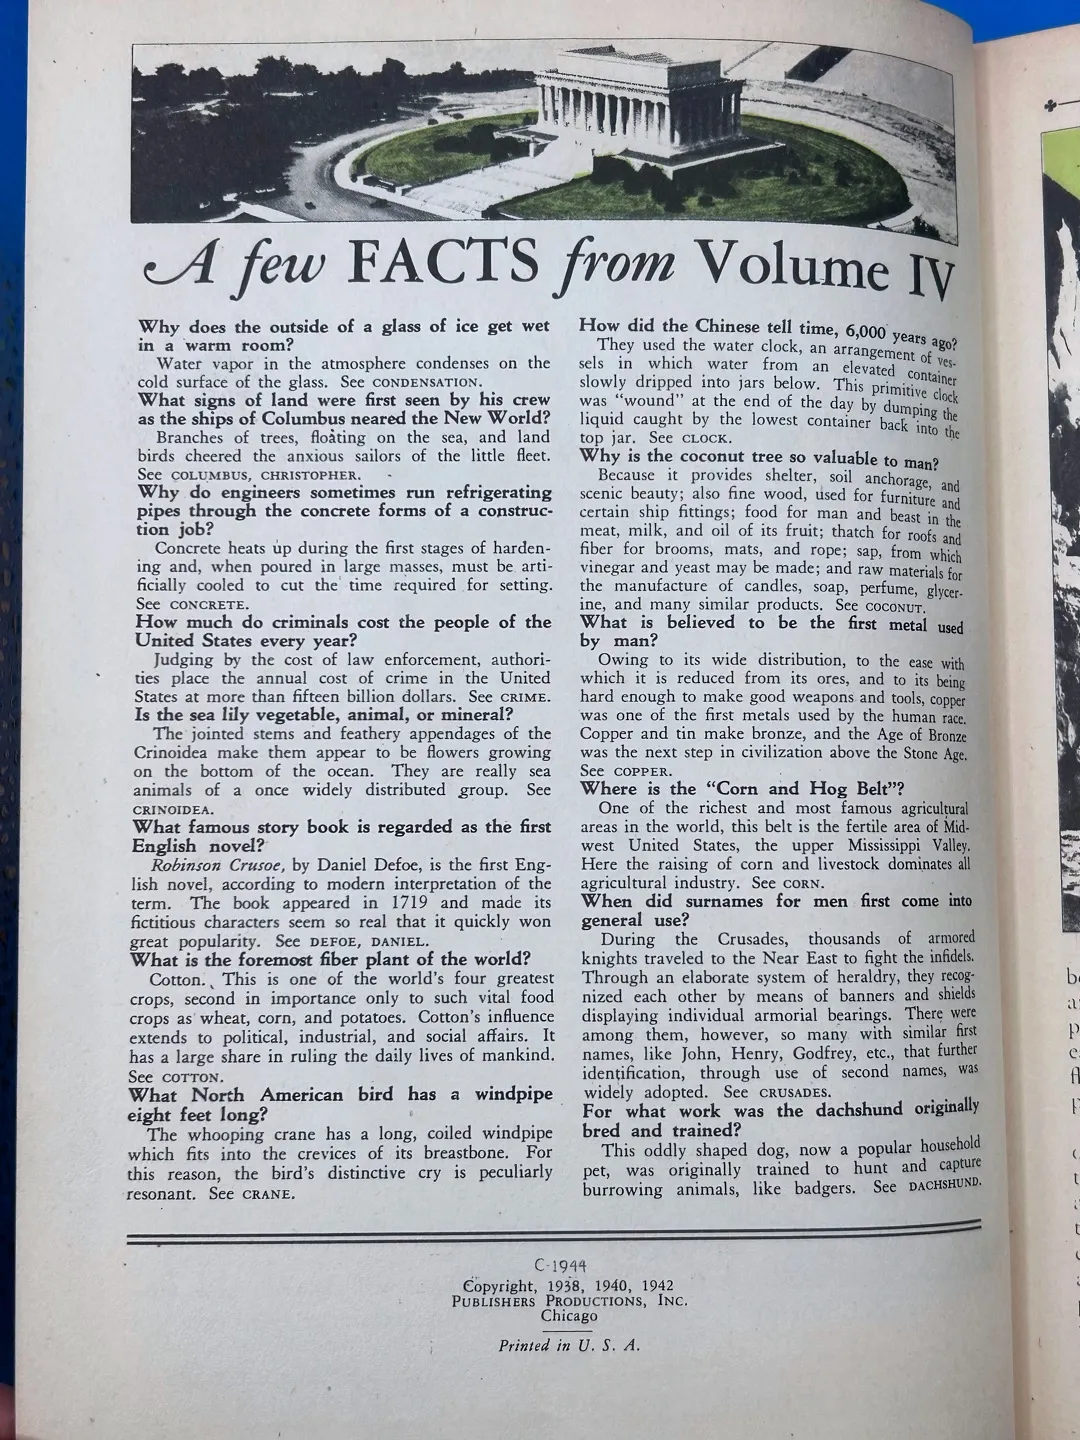 A few FACTS from Volume IV
Why does the outside of a glass of ice get wet
in a warm room?
Water vapor in the atmosphere condenses on the
cold surface of the glass. See CONDENSATION.
What signs of land were first seen by his crew
as the ships of Columbus neared the New World?
Branches of trees, floating on the sea, and land
birds cheered the anxious sailors of the little fleet.
See COLUMBUS, CHRISTOPHER.
Why do engineers sometimes run refrigerating
pipes through the concrete forms of a construc-
tion job?
Concrete heats up during the first stages of harden-
ing and, when poured in large masses, must be arti-
ficially cooled to cut the time required for setting.
See CONCRETE.
How much do criminals cost the people of the
United States every year?
Judging by the cost of law enforcement, authori-
ties place the annual cost of crime in the United
States at more than fifteen billion dollars. See CRIME.
Is the sea lily vegetable, animal, or mineral?
The jointed stems and feathery appendages of the
Crinoidea make them appear to be flowers growing
on the bottom of the ocean. They are really sea
animals of a once widely distributed group. See
CRINOIDEA.
What famous story book is regarded as the first
English novel?
Robinson Crusoe, by Daniel Defoe, is the first Eng-
lish novel, according to modern interpretation of the
term. The book appeared in 1719 and made its
fictitious characters seem so real that it quickly won
great popularity. See DEFOE, DANIEL.
What is the foremost fiber plant of the world?
Cotton. This is one of the world's four greatest
crops, second in importance only to such vital food
crops as wheat, corn, and potatoes. Cotton's influence
extends to political, industrial, and social affairs. It
has a large share in ruling the daily lives of mankind.
See COTTON.
What North American bird has a windpipe
eight feet long?
The whooping crane has a long, coiled windpipe
which fits into the crevices of its breastbone. For
this reason, the bird's distinctive cry is peculiarly
resonant. See CRANE.
How did the Chinese tell time, 6,000 years ago?
They used the water clock, an arrangement of ves-
sels in which water from an elevated container
slowly dripped into jars below. This primitive clock
was "wound" at the end of the day by dumping the
liquid caught by the lowest container back into the
top jar. See CLOCK.
Why is the coconut tree so valuable to man?
Because it provides shelter, soil anchorage, and
scenic beauty; also fine wood, used for furniture and
certain ship fittings; food for man and beast in the
meat, milk, and oil of its fruit; thatch for roofs and
fiber for brooms, mats, and rope; sap, from which
vinegar and yeast may be made; and raw materials for
the manufacture of candles, soap, perfume, glycer-
ine, and many similar products. See COCONUT.
What is believed to be the first metal used
by man?
Owing to its wide distribution, to the ease with
which it is reduced from its ores, and to its being
hard enough to make good weapons and tools, copper
was one of the first metals used by the human race.
Copper and tin make bronze, and the Age of Bronze
was the next step in civilization above the Stone Age.
See COPPER.
Where is the "Corn and Hog Belt"?
One of the richest and most famous agricultural
areas in the world, this belt is the fertile area of Mid-
west United States, the upper Mississippi Valley.
Here the raising of corn and livestock dominates all
agricultural industry. See CORN.
When did surnames for men first come into
general use?
During the Crusades, thousands of armored
knights traveled to the Near East to fight the infidels.
Through an elaborate system of heraldry, they recog-
nized each other by means of banners and shields
displaying individual armorial bearings. There were
among them, however, so many with similar first
names, like John, Henry, Godfrey, etc., that further
identification, through use of second names, was
widely adopted. See CRUSADES.
For what work was the dachshund originally
bred and trained?
This oddly shaped dog, now a popular household
pet, was originally trained to hunt and capture
burrowing animals, like badgers. See DACHSHUND.
C-1944
Copyright, 1938, 1940, 1942
PUBLISHERS PRODUCTIONS, INC.
Chicago
Printed in U. S. A.